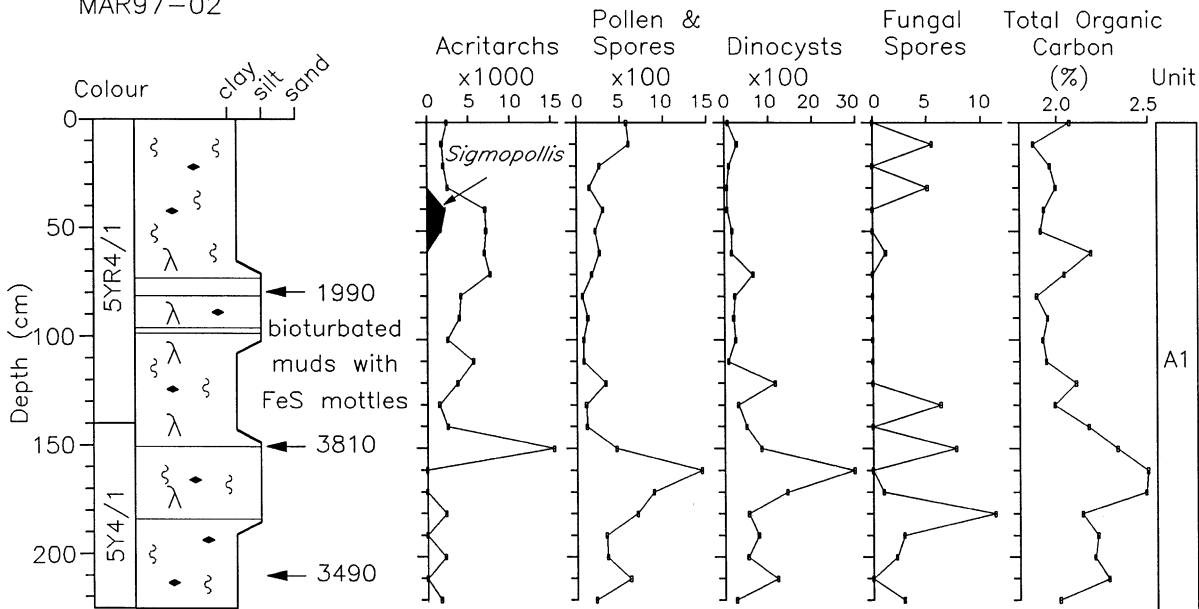 MAR97-02
Colour
clay
silt
sand
Acritarchs
x1000
0 5 10 15
Pollen &
Spores
x100
0 5 10 15
Dinocysts
x100
0 10 20 30
Fungal
Spores
0 5 10
Total Organic
Carbon
(%)
2.0 2.5
Unit
Depth (cm)
0
50
100
150
200
5YR4/1
5Y4/1
1990
bioturbated
muds with
FeS mottles
3810
3490
Sigmopollis
A1